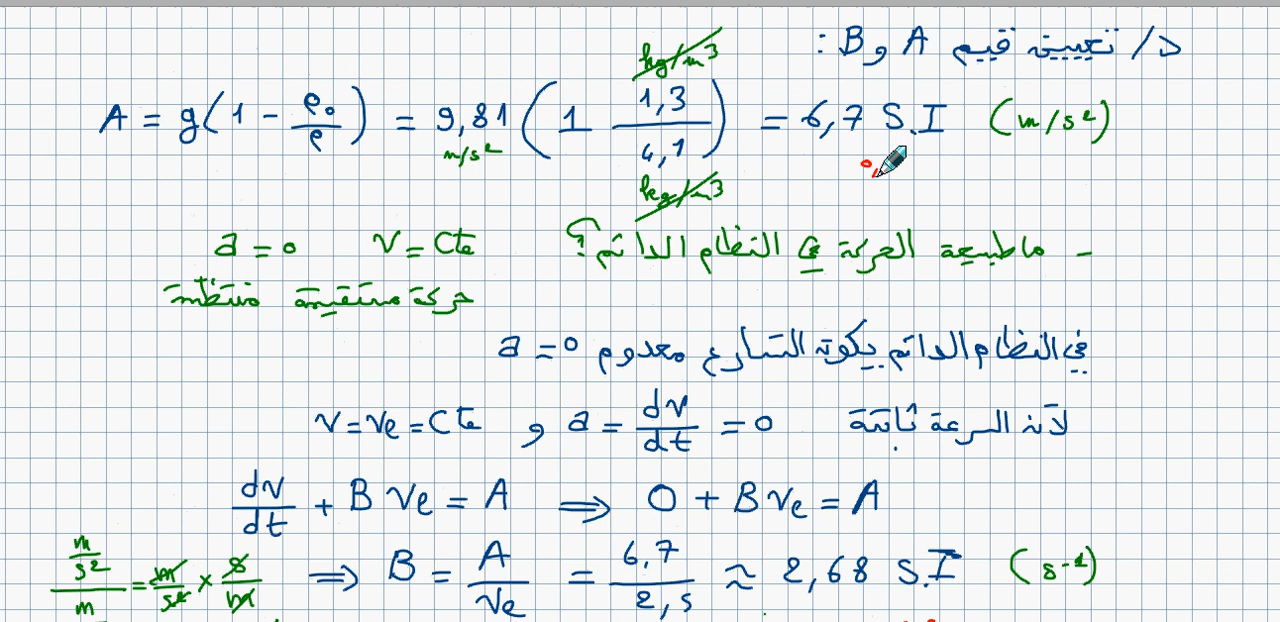 د/ تعيين قيم A و B :
kg/m3
A = g(1 - ρ₀/ρ) = 9,81 (1 1,3/4,1) = 6,7 S.I (m/s²)
m/s²
kg/m3
- ما طبيعة الحركة في النظام الدائم؟ v = Cte a = 0
حركة مستقيمة منتظمة
في النظام الدائم يكون التسارع معدوم a = 0
لأن السرعة ثابتة a = dv/dt = 0 و v = ve = Cte
dv/dt + B ve = A ⟹ 0 + B ve = A
⟹ B = A/ve = 6,7/2,5 ≈ 2,68 S.I (s-1)
m/s²/m = m/s² × s/m